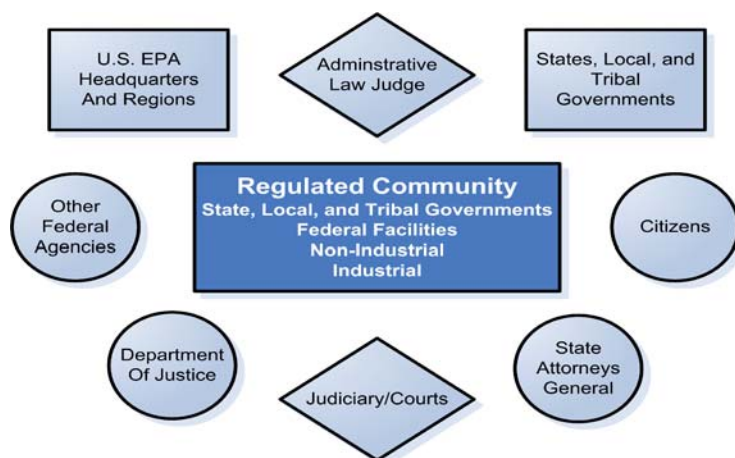 U.S. EPA
Headquarters
And Regions
Adminstrative
Law Judge
States, Local, and
Tribal
Governments
Other
Federal
Agencies
Regulated Community
State, Local, and Tribal Governments
Federal Facilities
Non-Industrial
Industrial
Citizens
Department
Of Justice
Judiciary/Courts
State
Attorneys
General